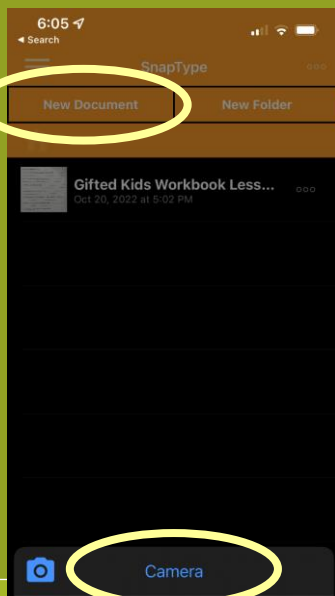 6:05
◄ Search
SnapType
New Document New Folder
Gifted Kids Workbook Less...
Oct 20, 2022 at 5:02 PM
Camera